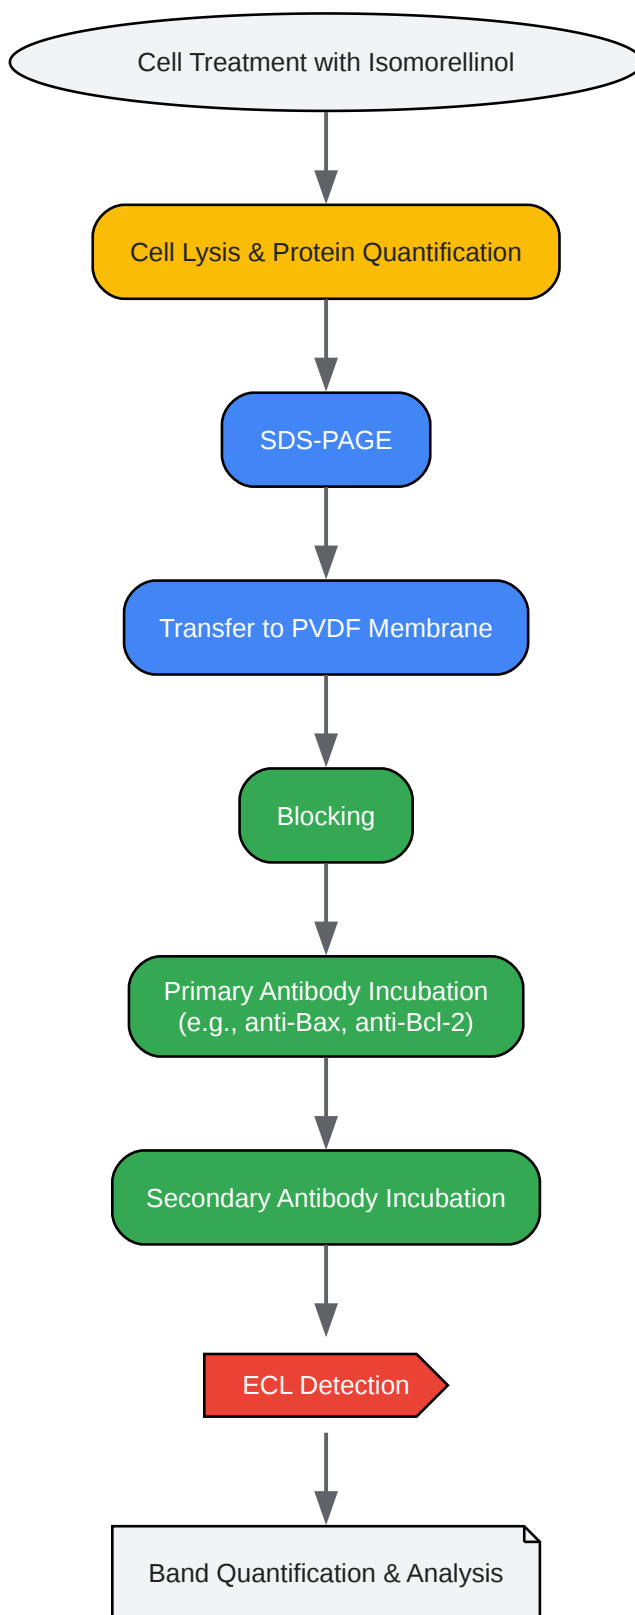 Cell Treatment with Isomorellinol
Cell Lysis & Protein Quantification
SDS-PAGE
Transfer to PVDF Membrane
Blocking
Primary Antibody Incubation
(e.g., anti-Bax, anti-Bcl-2)
Secondary Antibody Incubation
ECL Detection
Band Quantification & Analysis